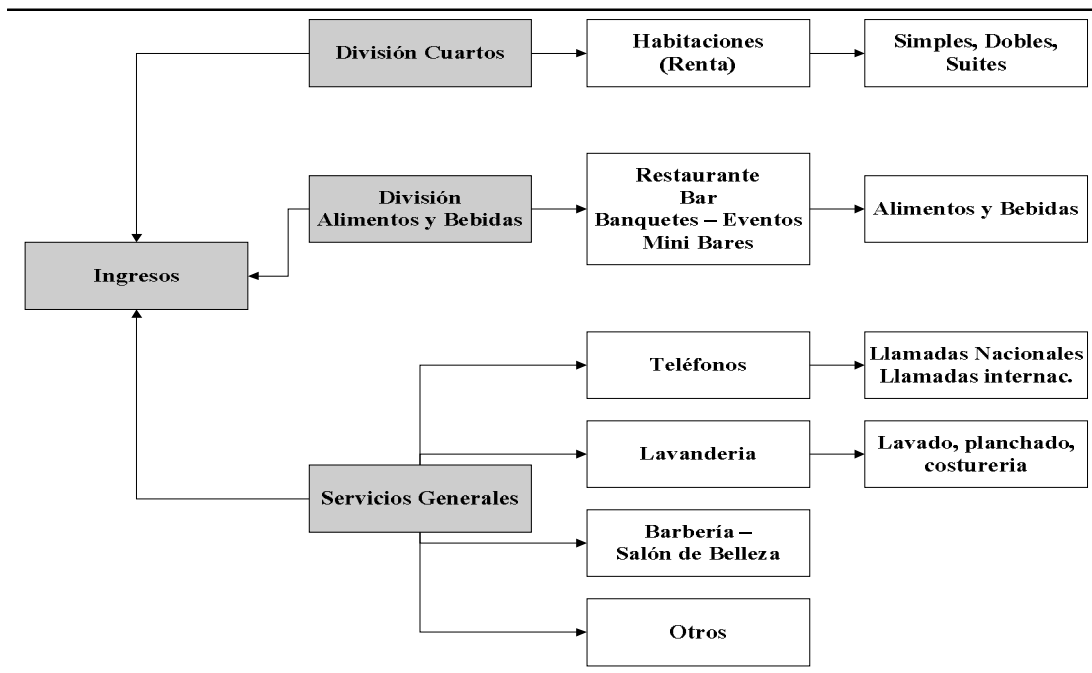 División Cuartos
Habitaciones
(Renta)
Simples, Dobles,
Suites
División
Alimentos y Bebidas
Restaurante
Bar
Banquetes – Eventos
Mini Bares
Alimentos y Bebidas
Ingresos
Teléfonos
Llamadas Nacionales
Llamadas internac.
Lavanderia
Lavado, planchado,
costureria
Servicios Generales
Barbería –
Salón de Belleza
Otros